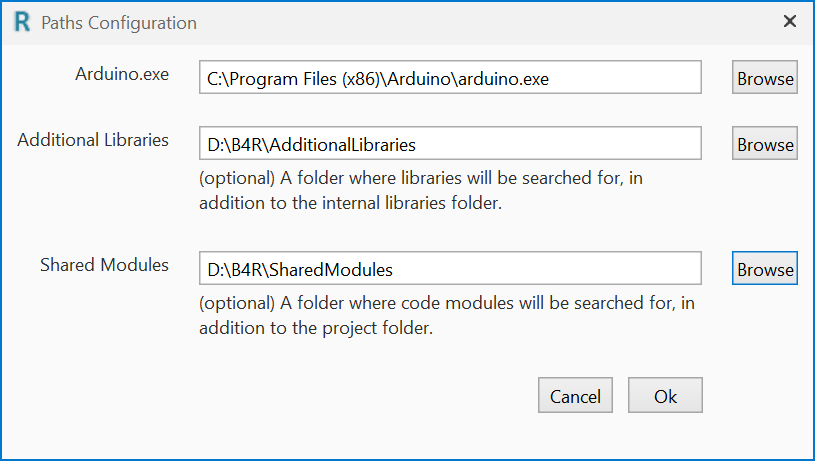 R Paths Configuration
Arduino.exe C:\Program Files (x86)\Arduino\arduino.exe Browse
Additional Libraries D:\B4R\AdditionalLibraries Browse
(optional) A folder where libraries will be searched for, in
addition to the internal libraries folder.
Shared Modules D:\B4R\SharedModules Browse
(optional) A folder where code modules will be searched for, in
addition to the project folder.
Cancel Ok